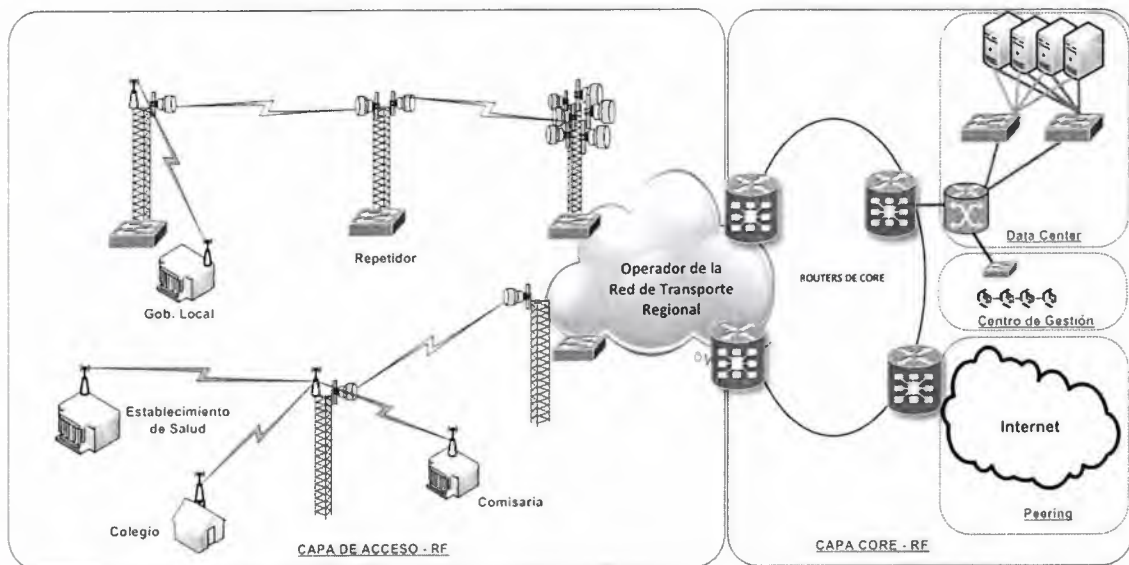 Repetidor
Gob. Local
Establecimiento
de Salud
Colegio
Comisaria
CAPA DE ACCESO - RF
Operador de la
Red de Transporte
Regional
ROUTERS DE CORE
Data Center
Centro de Gestión
Internet
Peering
CAPA CORE - RF